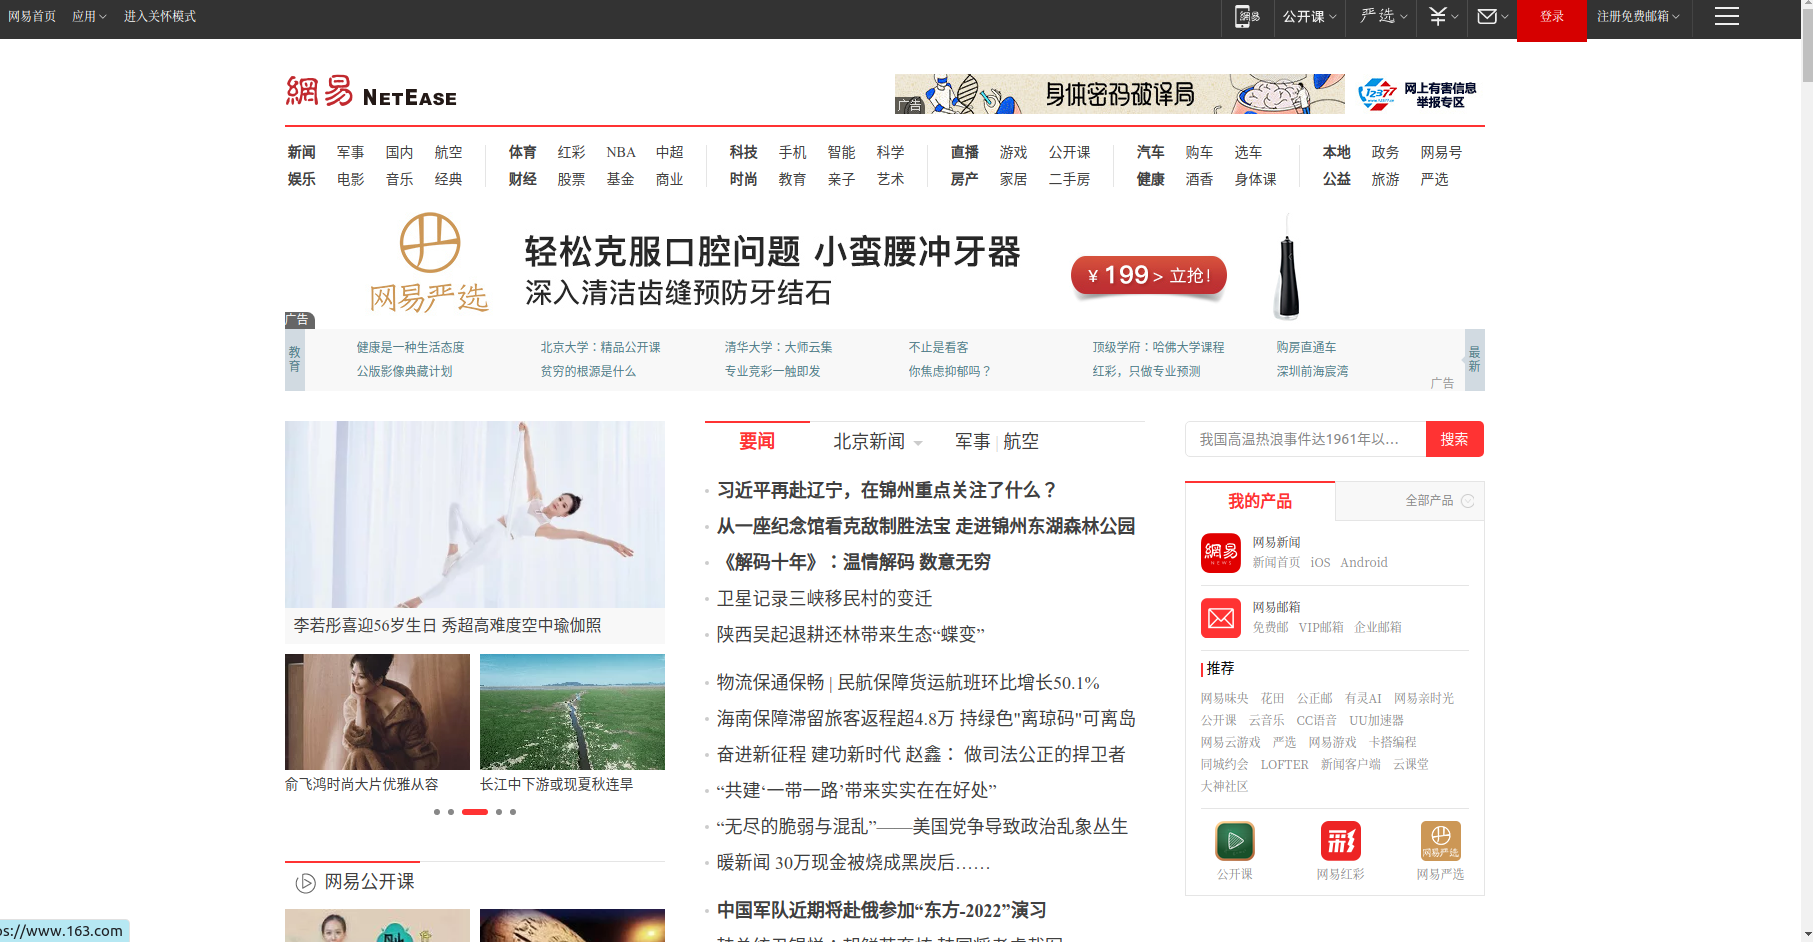 网易首页 应用 进入关怀模式 公开课 严选 登录 注册免费邮箱
網易 NETEASE
广告 身体密码破译局
12377 网上有害信息
举报专区
新闻 军事 国内 航空 体育 红彩 NBA 中超 科技 手机 智能 科学 直播 游戏 公开课 汽车 购车 选车 本地 政务 网易号
娱乐 电影 音乐 经典 财经 股票 基金 商业 时尚 教育 亲子 艺术 房产 家居 二手房 健康 酒香 身体课 公益 旅游 严选
网易严选
轻松克服口腔问题 小蛮腰冲牙器
深入清洁齿缝预防牙结石
¥ 199 > 立抢!
广告
教育
健康是一种生活态度 北京大学：精品公开课 清华大学：大师云集 不止是看客 顶级学府：哈佛大学课程 购房直通车
公版影像典藏计划 贫穷的根源是什么 专业竞彩一触即发 你焦虑抑郁吗？ 红彩，只做专业预测 深圳前海宸湾
广告
最新
李若彤喜迎56岁生日 秀超高难度空中瑜伽照
俞飞鸿时尚大片优雅从容 长江中下游或现夏秋连旱
网易公开课
要闻 北京新闻 军事 | 航空
习近平再赴辽宁，在锦州重点关注了什么？
从一座纪念馆看克敌制胜法宝 走进锦州东湖森林公园
《解码十年》：温情解码 数意无穷
卫星记录三峡移民村的变迁
陕西吴起退耕还林带来生态“蝶变”
物流保通保畅 | 民航保障货运航班环比增长50.1%
海南保障滞留旅客返程超4.8万 持绿色"离琼码"可离岛
奋进新征程 建功新时代 赵鑫： 做司法公正的捍卫者
“共建‘一带一路’带来实实在在好处”
“无尽的脆弱与混乱”——美国党争导致政治乱象丛生
暖新闻 30万现金被烧成黑炭后……
中国军队近期将赴俄参加“东方-2022”演习
我国高温热浪事件达1961年以... 搜索
我的产品 全部产品
網易 NEWS
网易新闻
新闻首页 iOS Android
网易邮箱
免费邮 VIP邮箱 企业邮箱
推荐
网易味央 花田 公正邮 有灵AI 网易亲时光
公开课 云音乐 CC语音 UU加速器
网易云游戏 严选 网易游戏 卡搭编程
同城约会 LOFTER 新闻客户端 云课堂
大神社区
彩 网易严选
公开课 网易红彩 网易严选
ps://www.163.com